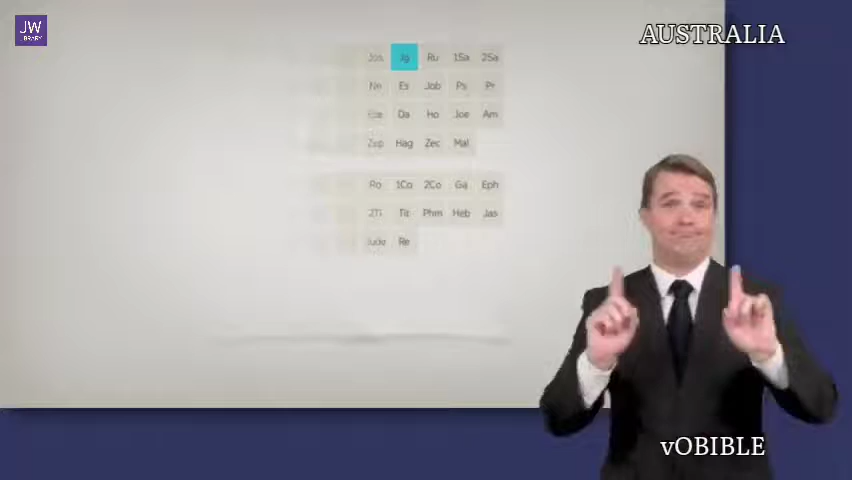 JW
LIBRARY
AUSTRALIA
Jos Jg Ru 1Sa 2Sa
Ne Es Job Ps Pr
Da Ho Joe Am
Zep Hag Zec Mal
Ro 1Co 2Co Ga Eph
2Ti Tit Phm Heb Jas
Jude Re
vOBIBLE